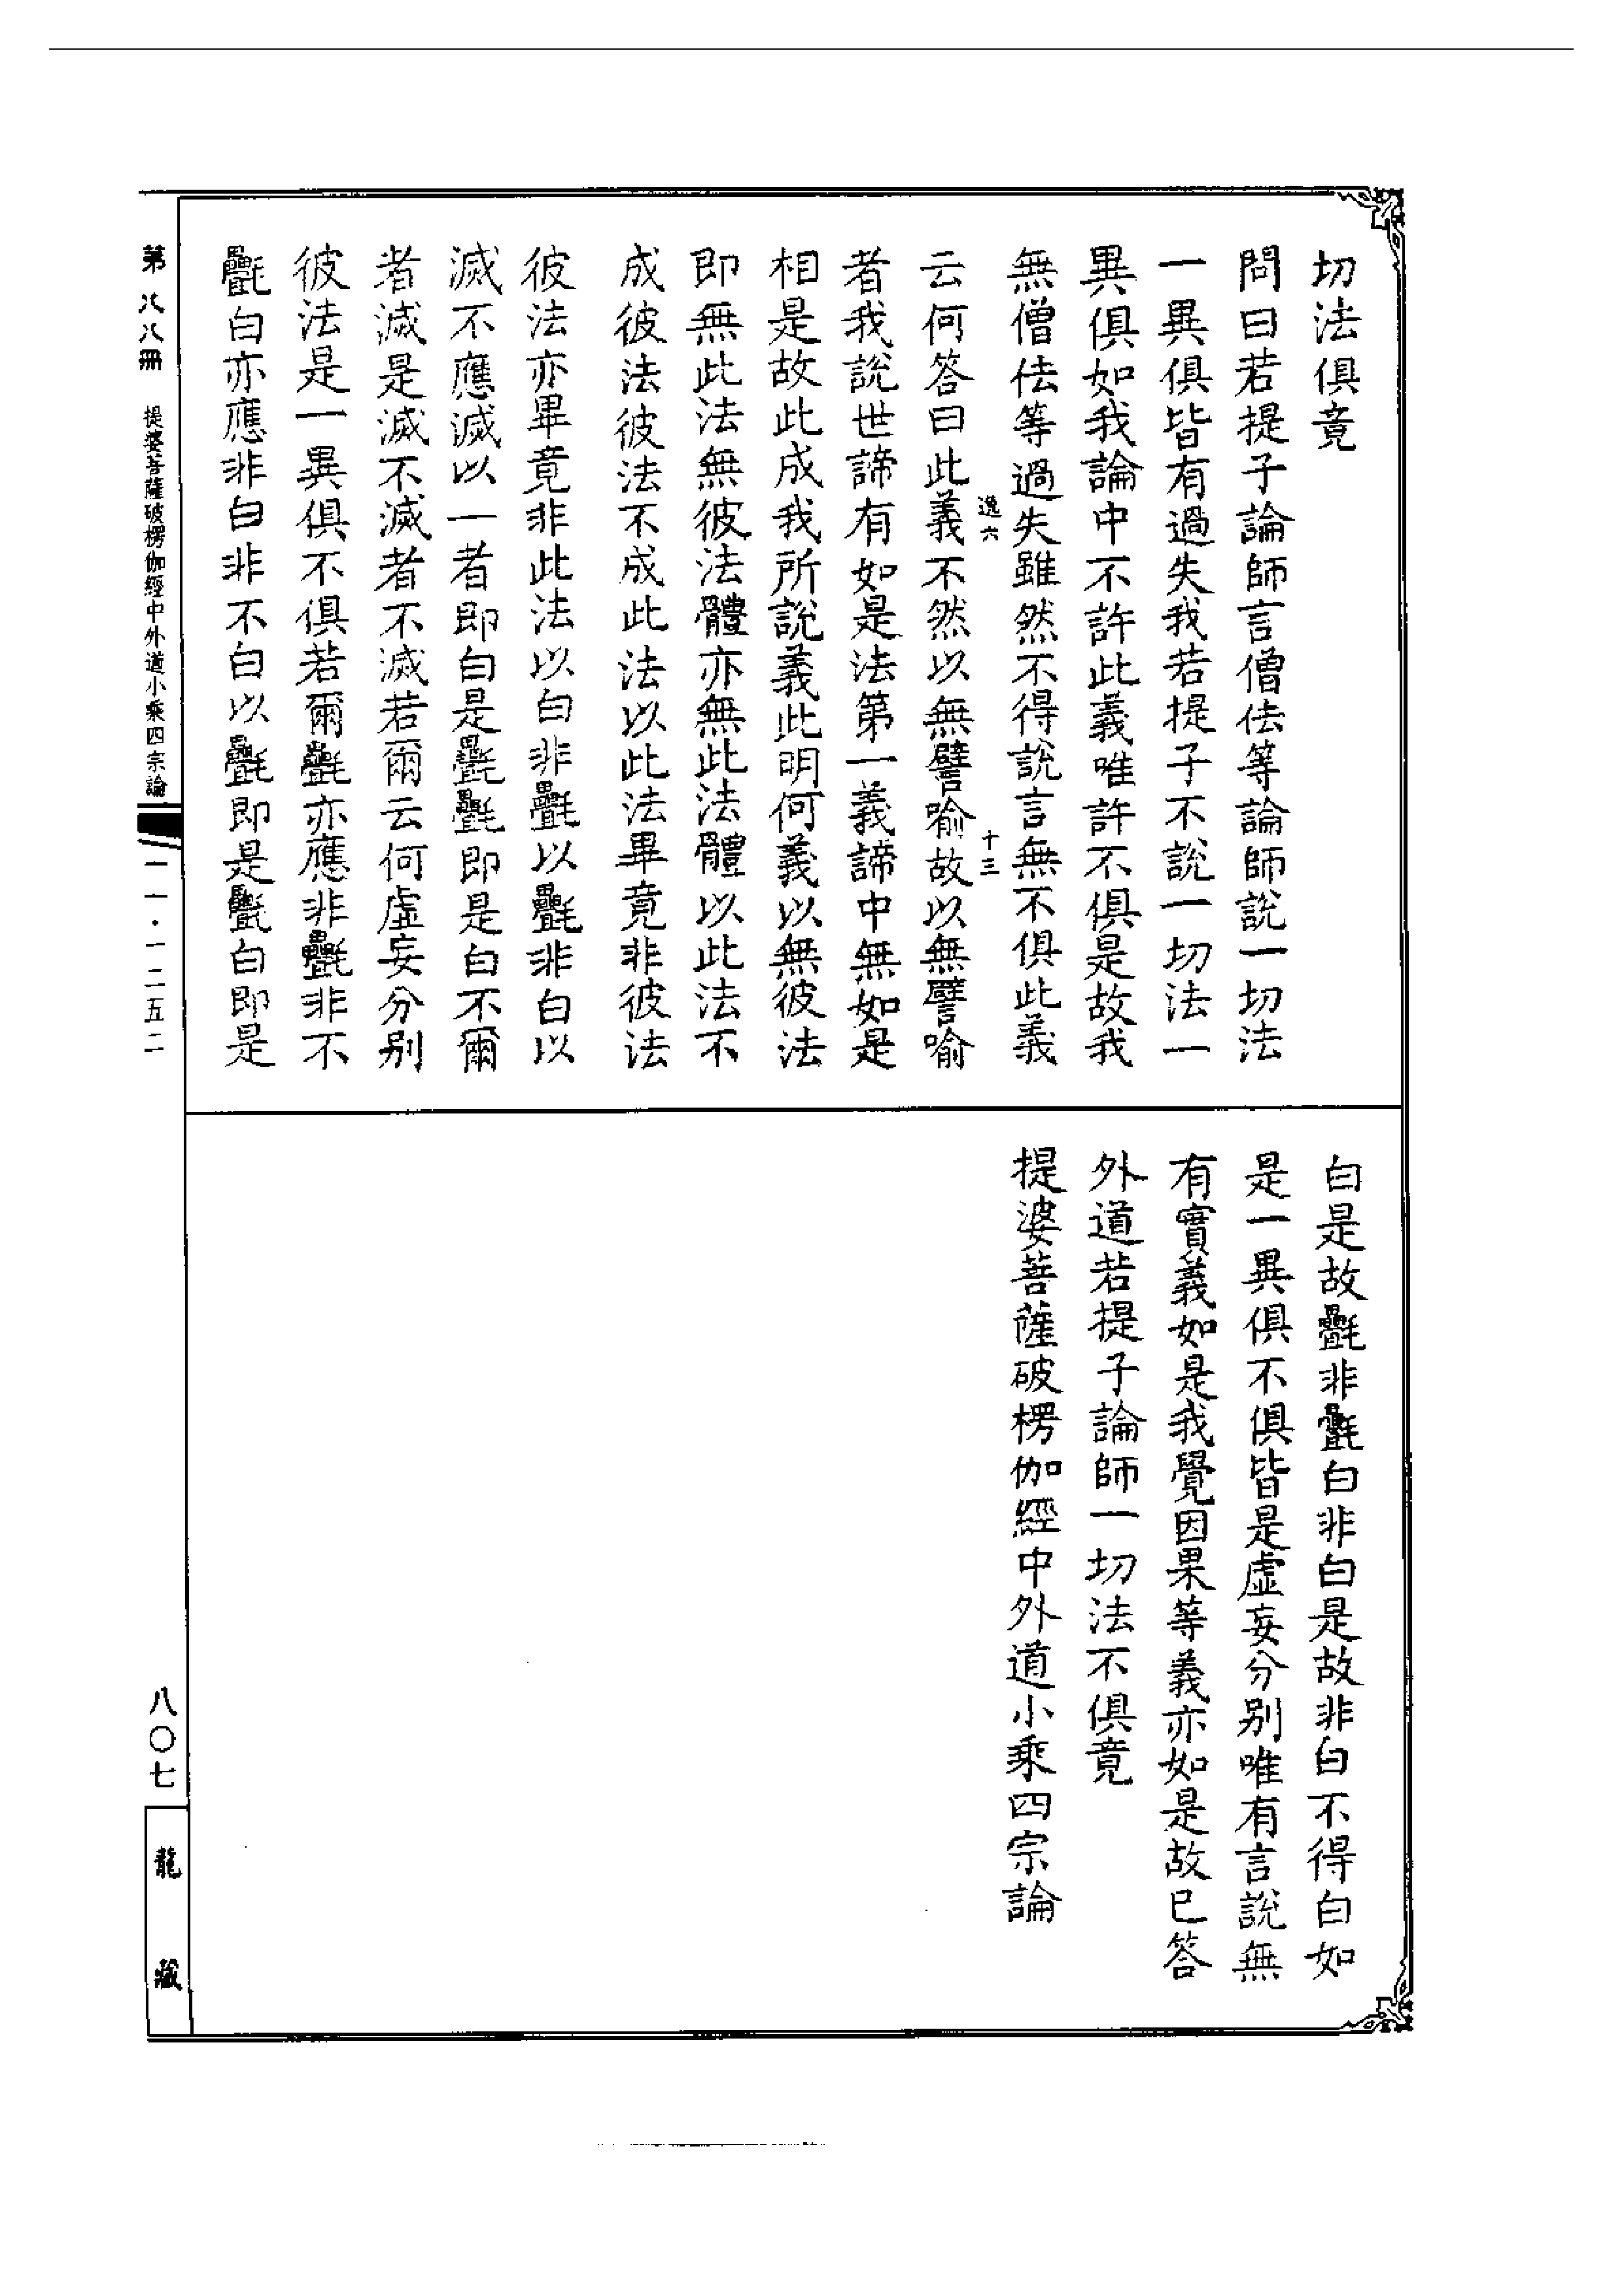 切法俱竟
問曰若提子論師言僧佉等論師說一切法
一異俱皆有過失我若提子不說一切法一
異俱如我論中不許此義唯許不俱是故我
無僧佉等過失雖然不得說言無不俱此義
逸六
十三
云何答曰此義不然以無譬喻故以無譬喻
者我說世諦有如是法第一義諦中無如是
相是故此成我所說義此明何義以無彼法
即無此法無彼法體亦無此法體以此法不
成彼法彼法不成此法以此法畢竟非彼法
彼法亦畢竟非此法以白非㲲以㲲非白以
滅不應滅以一者即白是㲲㲲即是白不爾
者滅是滅不滅者不滅若爾云何虛妄分別
彼法是一異俱不俱若爾㲲亦應非㲲非不
㲲白亦應非白非不白以㲲即是㲲白即是
白是故㲲非㲲白非白是故非白不得白如
是一異俱不俱皆是虛妄分別唯有言說無
有實義如是我覺因果等義亦如是故已答
外道若提子論師一切法不俱竟
提婆菩薩破楞伽經中外道小乘四宗論
第八八冊
提婆菩薩破楞伽經中外道小乘四宗論
一一·一二五二
八〇七
龍藏